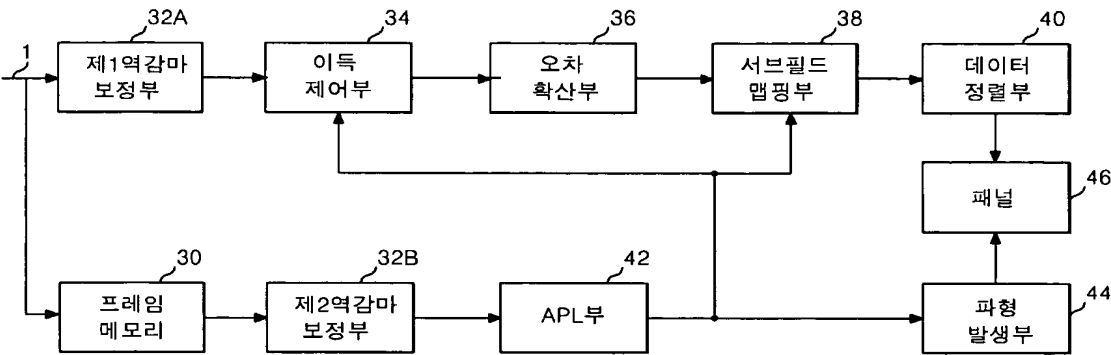 32A
34
36
38
40
1
제1역감마
보정부
이득
제어부
오차
확산부
서브필드
맵핑부
데이터
정렬부
패널
46
30
32B
42
프레임
메모리
제2역감마
보정부
APL부
파형
발생부
44